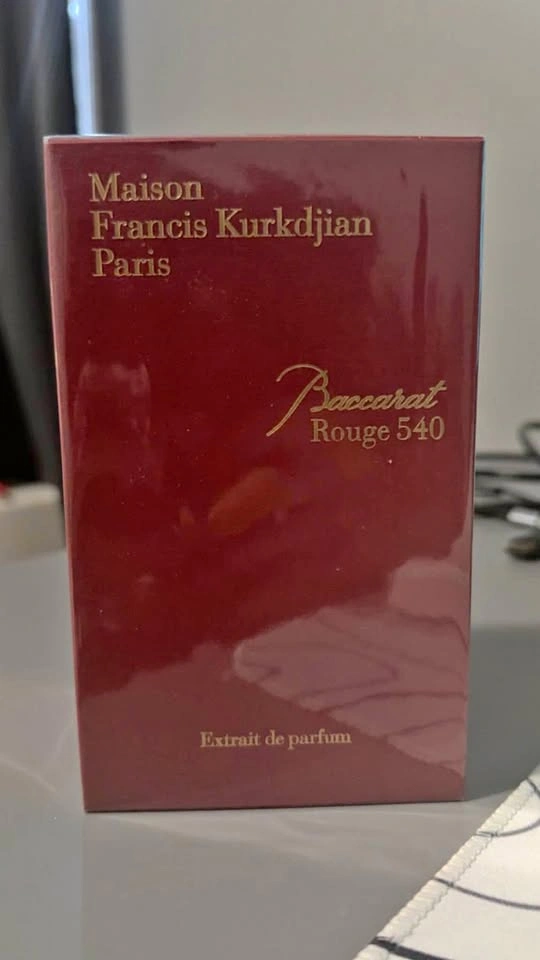 Maison
Francis Kurkdjian
Paris
Baccarat
Rouge 540
Extrait de parfum